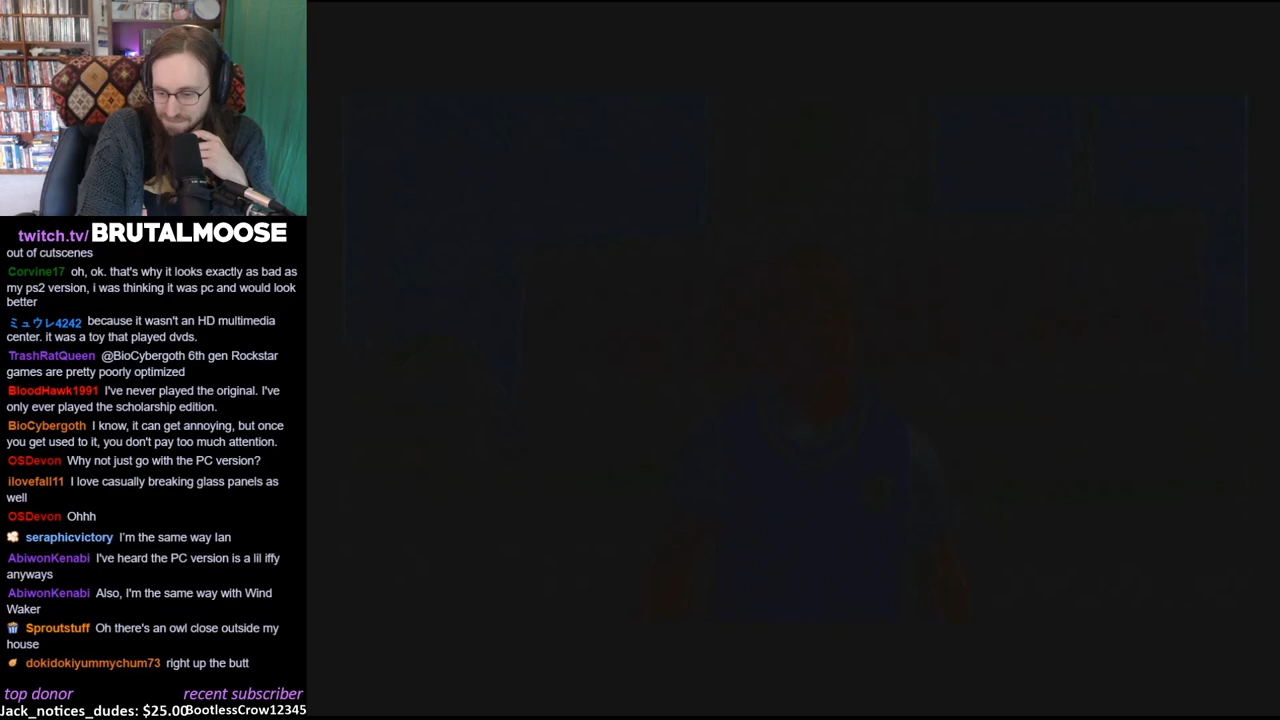 twitch.tv/BRUTALMOOSE
out of cutscenes
Corvine17 oh, ok. that's why it looks exactly as bad as
my ps2 version, i was thinking it was pc and would look
better
ミュウレ4242 because it wasn't an HD multimedia
center. it was a toy that played dvds.
TrashRatQueen @BioCybergoth 6th gen Rockstar
games are pretty poorly optimized
BloodHawk1991 I've never played the original. I've
only ever played the scholarship edition.
BioCybergoth I know, it can get annoying, but once
you get used to it, you don't pay too much attention.
OSDevon Why not just go with the PC version?
ilovefall11 I love casually breaking glass panels as
well
OSDevon Ohhh
seraphicvictory I'm the same way Ian
AbiwonKenabi I've heard the PC version is a lil iffy
anyways
AbiwonKenabi Also, I'm the same way with Wind
Waker
Sproutstuff Oh there's an owl close outside my
house
dokidokiyummychum73 right up the butt
top donor recent subscriber
Jack_notices_dudes: $25.00 BootlessCrow12345